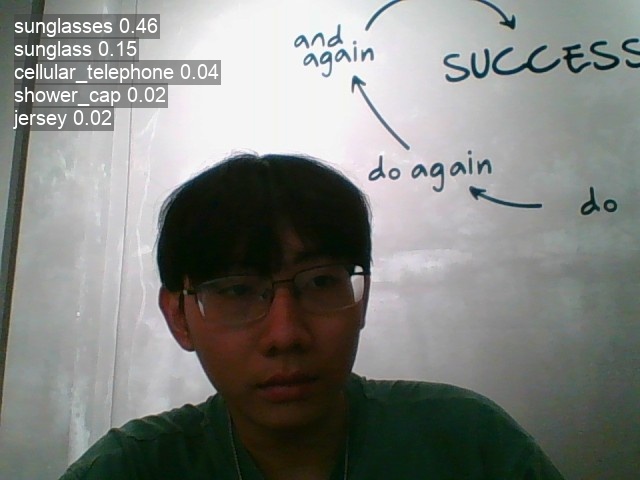 sunglasses 0.46
sunglass 0.15
cellular_telephone 0.04
shower_cap 0.02
jersey 0.02
and
again
SUCCESS
do again
do